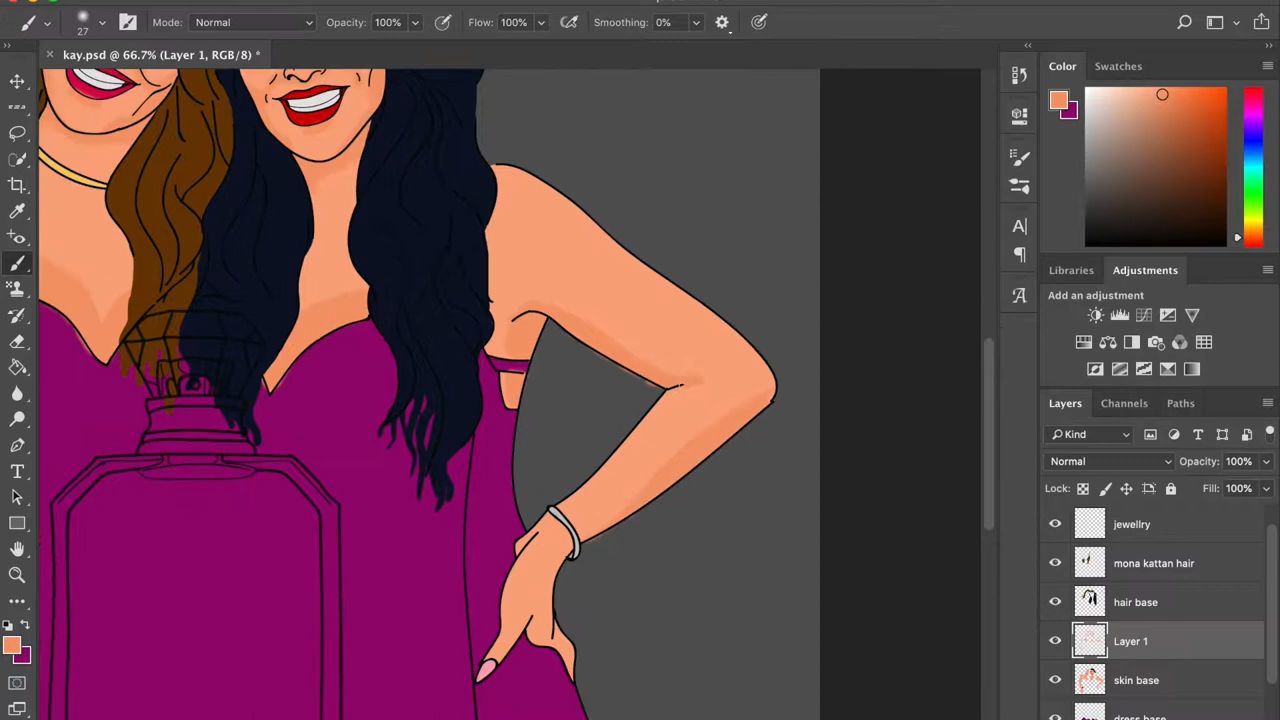 27
Mode: Normal
Opacity: 100%
Flow: 100%
Smoothing: 0%
kay.psd @ 66.7% (Layer 1, RGB/8) *
Color
Swatches
Libraries
Adjustments
Add an adjustment
Layers
Channels
Paths
Kind
Normal
Opacity: 100%
Lock:
Fill: 100%
jewellry
mona kattan hair
hair base
Layer 1
skin base
dress base